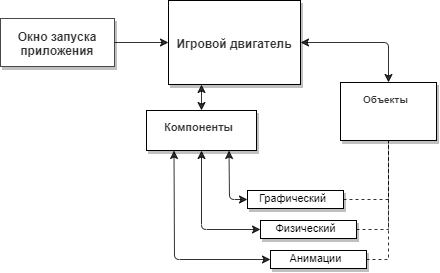 Окно запуска
приложения
Игровой двигатель
Объекты
Компоненты
Графический
Физический
Анимации